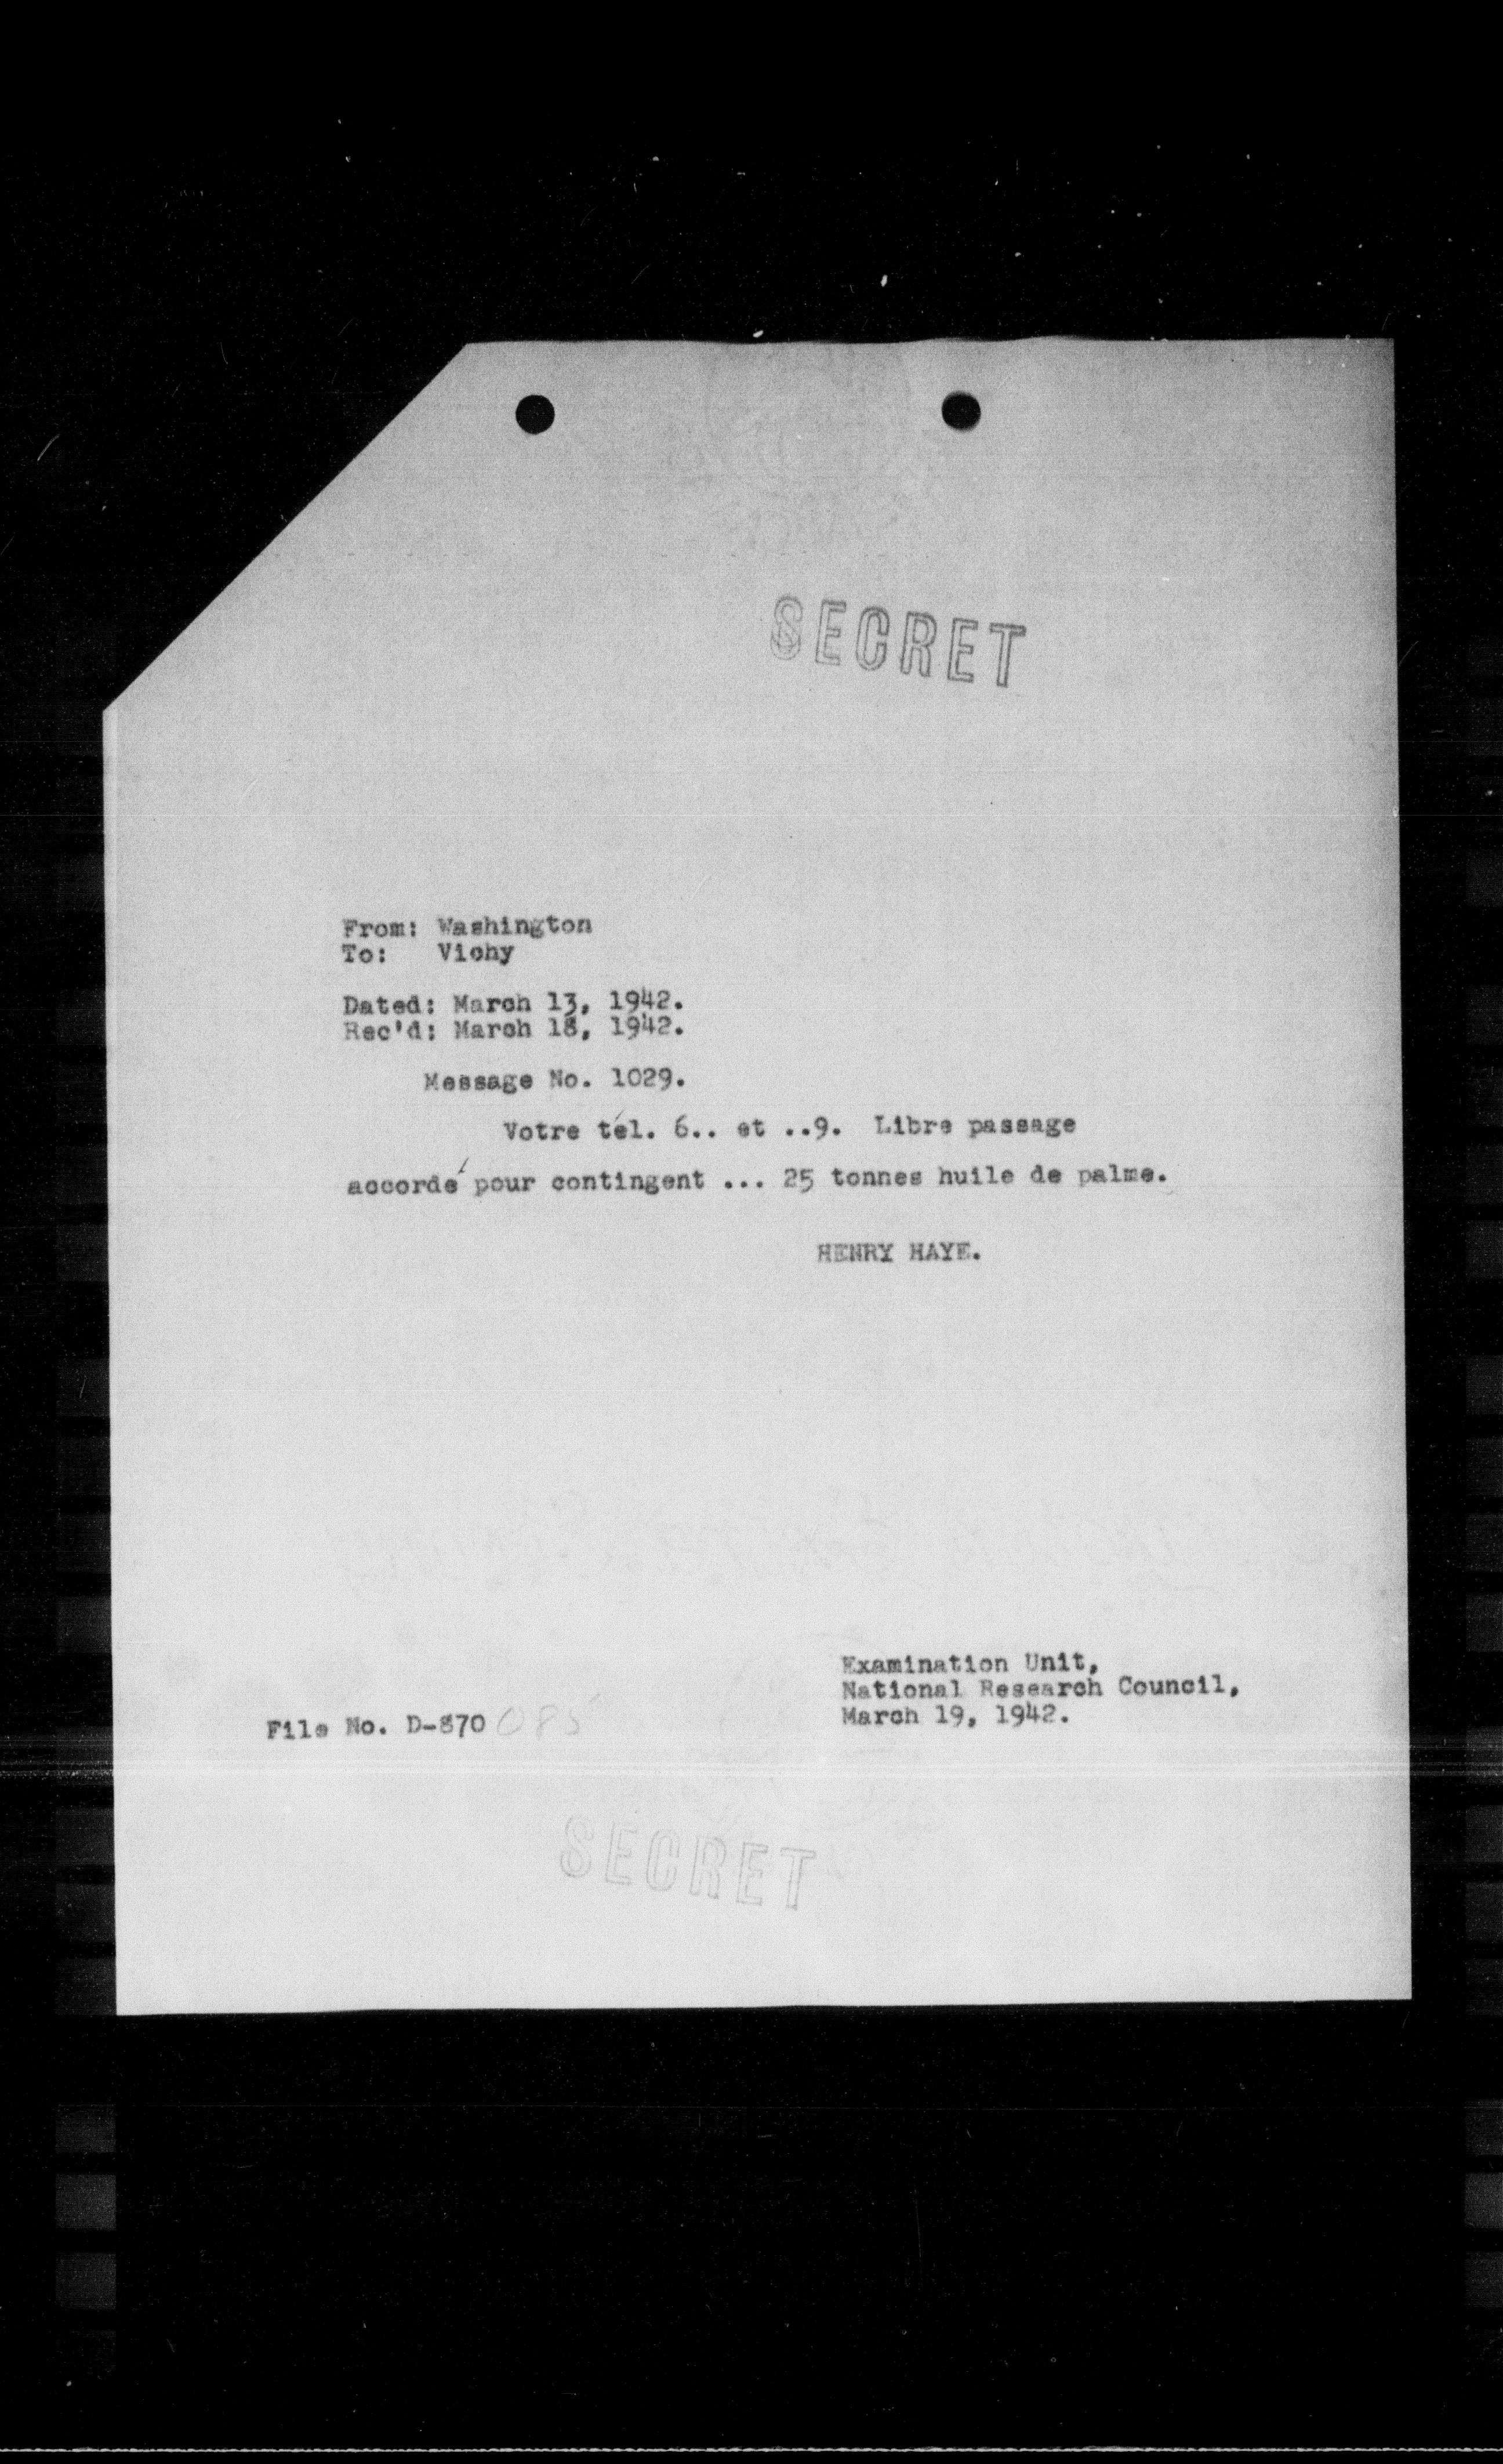 SECRET
From: Washington
To: Vichy
Dated: March 13, 1942.
Rec'd: March 18, 1942.
Message No. 1029.
Votre tél. 6.. et ..9. Libre passage
accordé pour contingent ... 25 tonnes huile de palme.
HENRY HAYE.
Examination Unit,
National Research Council,
March 19, 1942.
File No. D-870 085
SECRET